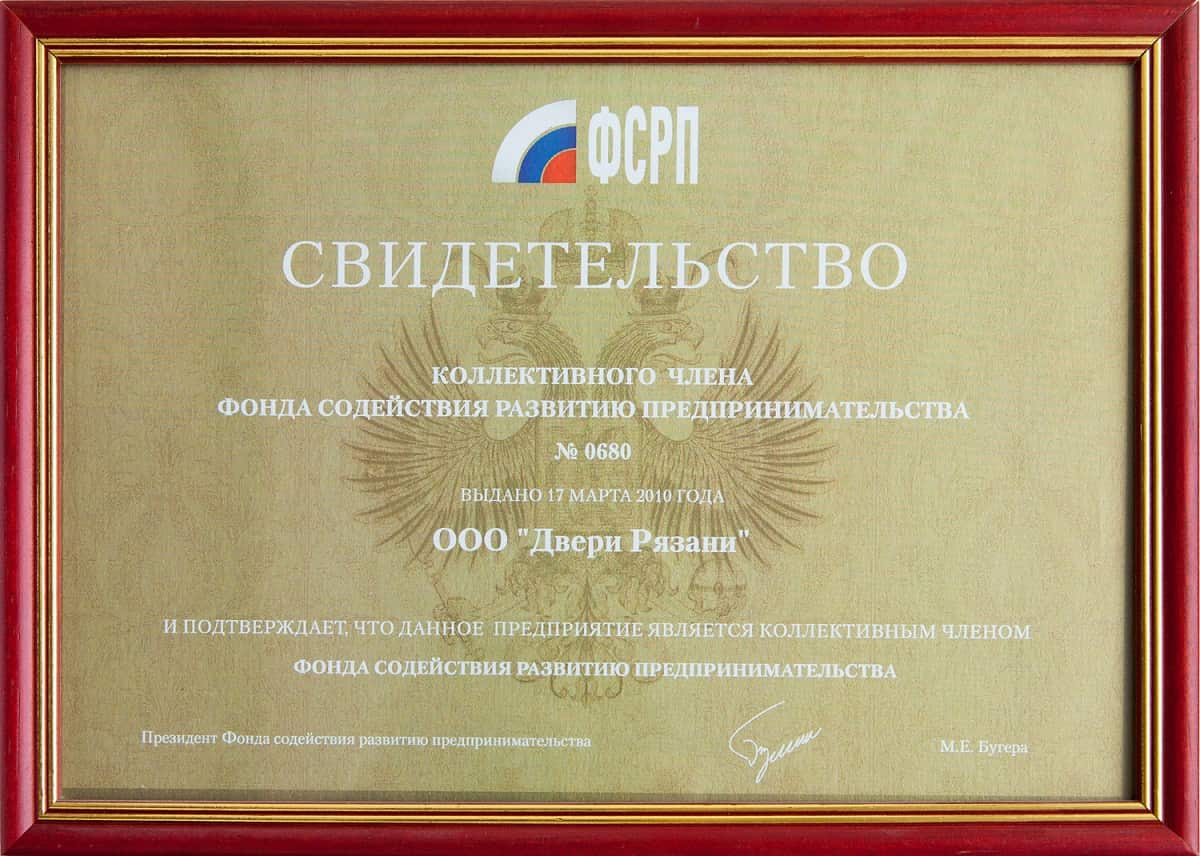 ФСРП
СВИДЕТЕЛЬСТВО
КОЛЛЕКТИВНОГО ЧЛЕНА
ФОНДА СОДЕЙСТВИЯ РАЗВИТИЮ ПРЕДПРИНИМАТЕЛЬСТВА
№ 0680
ВЫДАНО 17 МАРТА 2010 ГОДА
ООО "Двери Рязани"
И ПОДТВЕРЖДАЕТ, ЧТО ДАННОЕ ПРЕДПРИЯТИЕ ЯВЛЯЕТСЯ КОЛЛЕКТИВНЫМ ЧЛЕНОМ
ФОНДА СОДЕЙСТВИЯ РАЗВИТИЮ ПРЕДПРИНИМАТЕЛЬСТВА
Президент Фонда содействия развитию предпринимательства
М.Е. Бугера